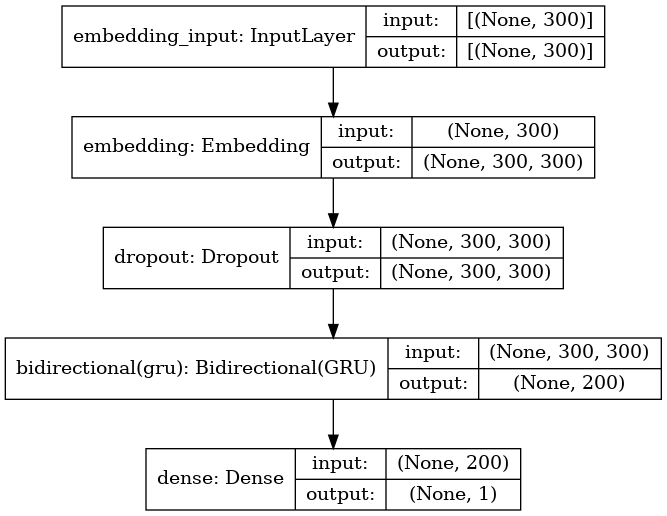 embedding_input: InputLayer
input: [(None, 300)]
output: [(None, 300)]
embedding: Embedding
input: (None, 300)
output: (None, 300, 300)
dropout: Dropout
input: (None, 300, 300)
output: (None, 300, 300)
bidirectional(gru): Bidirectional(GRU)
input: (None, 300, 300)
output: (None, 200)
dense: Dense
input: (None, 200)
output: (None, 1)